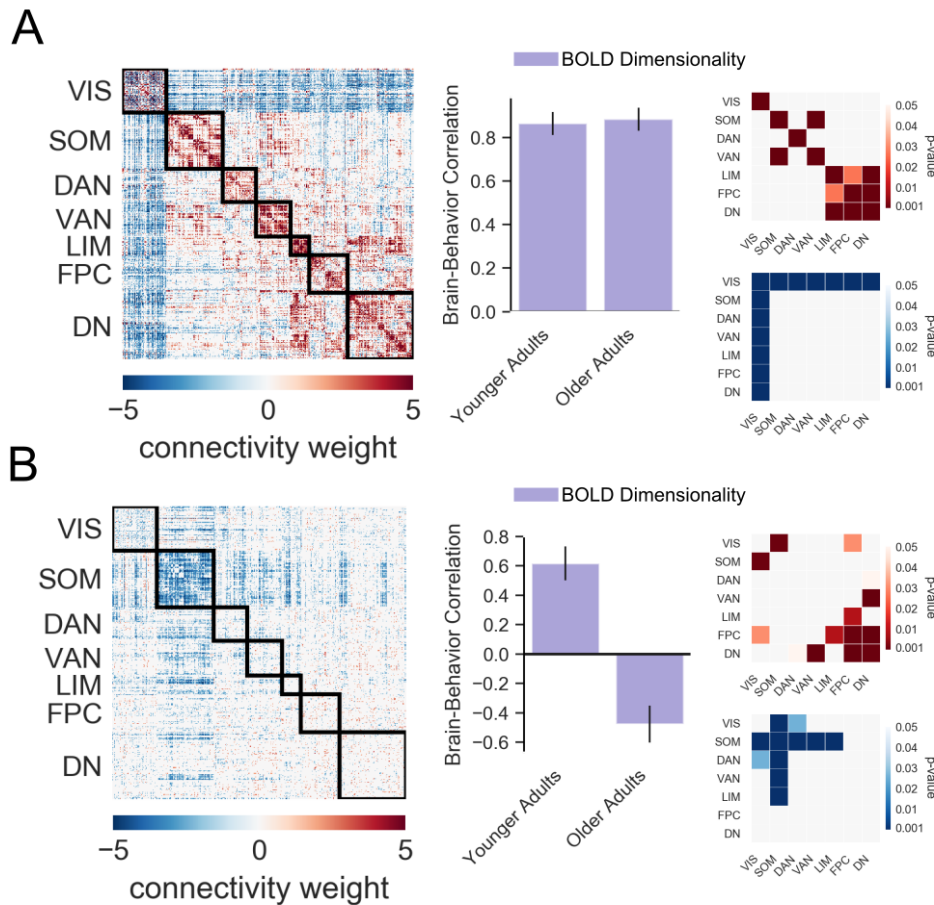 A
VIS
SOM
DAN
VAN
LIM
FPC
DN
−5 0 5
connectivity weight
BOLD Dimensionality
Brain-Behavior Correlation
0.8
0.6
0.4
0.2
0.0
Younger Adults
Older Adults
VIS
SOM
DAN
VAN
LIM
FPC
DN
VIS SOM DAN VAN LIM FPC DN
0.05
0.04
0.03
0.02
0.01
0.001
p-value
VIS
SOM
DAN
VAN
LIM
FPC
DN
VIS SOM DAN VAN LIM FPC DN
0.05
0.04
0.03
0.02
0.01
0.001
p-value
B
VIS
SOM
DAN
VAN
LIM
FPC
DN
−5 0 5
connectivity weight
BOLD Dimensionality
Brain-Behavior Correlation
0.8
0.6
0.4
0.2
0.0
−0.2
−0.4
−0.6
Younger Adults
Older Adults
VIS
SOM
DAN
VAN
LIM
FPC
DN
VIS SOM DAN VAN LIM FPC DN
0.05
0.04
0.03
0.02
0.01
0.001
p-value
VIS
SOM
DAN
VAN
LIM
FPC
DN
VIS SOM DAN VAN LIM FPC DN
0.05
0.04
0.03
0.02
0.01
0.001
p-value